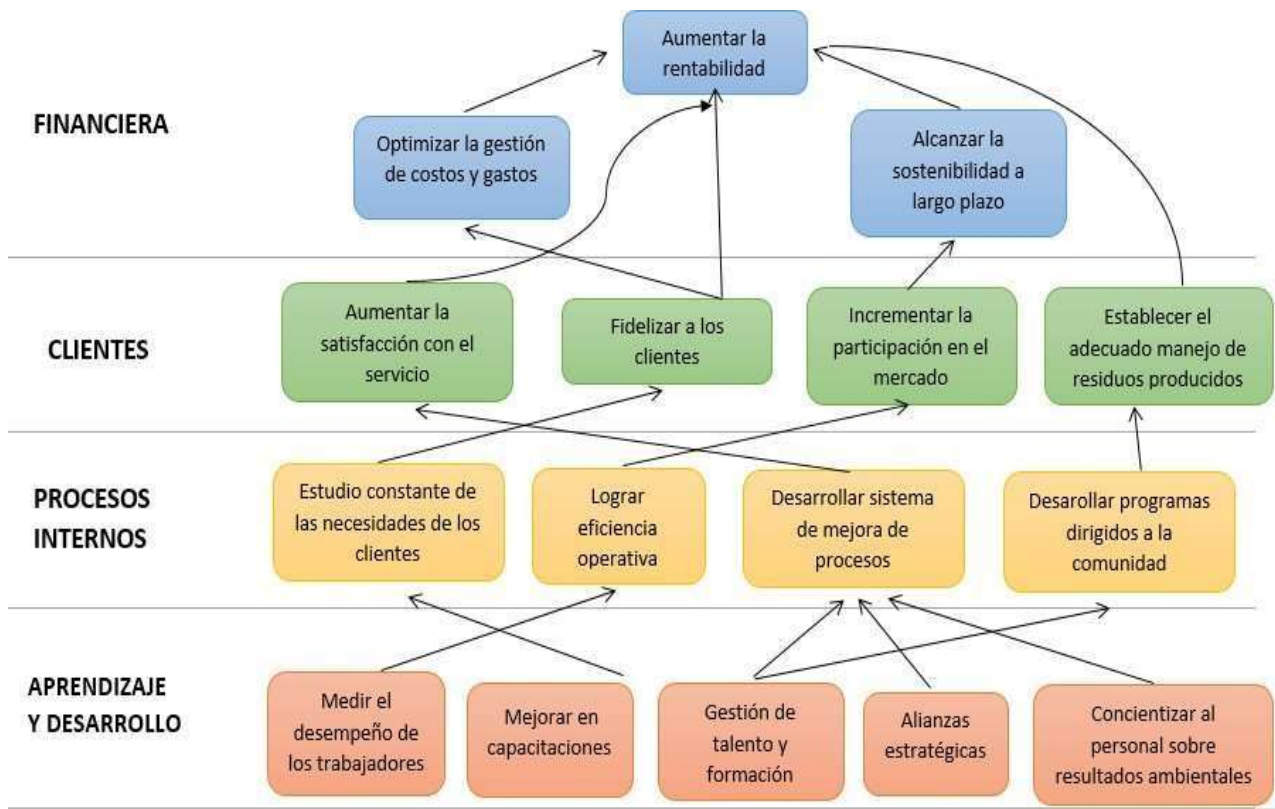 FINANCIERA
Aumentar la
rentabilidad
Optimizar la gestión
de costos y gastos
Alcanzar la
sostenibilidad a
largo plazo
CLIENTES
Aumentar la
satisfacción con el
servicio
Fidelizar a los
clientes
Incrementar la
participación en el
mercado
Establecer el
adecuado manejo de
residuos producidos
PROCESOS
INTERNOS
Estudio constante de
las necesidades de los
clientes
Lograr
eficiencia
operativa
Desarrollar sistema
de mejora de
procesos
Desarollar programas
dirigidos a la
comunidad
APRENDIZAJE
Y DESARROLLO
Medir el
desempeño de
los trabajadores
Mejorar en
capacitaciones
Gestión de
talento y
formación
Alianzas
estratégicas
Concientizar al
personal sobre
resultados ambientales